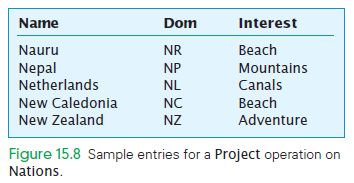 Name Dom Interest
Nauru NR Beach
Nepal NP Mountains
Netherlands NL Canals
New Caledonia NC Beach
New Zealand NZ Adventure
Figure 15.8 Sample entries for a Project operation on
Nations.